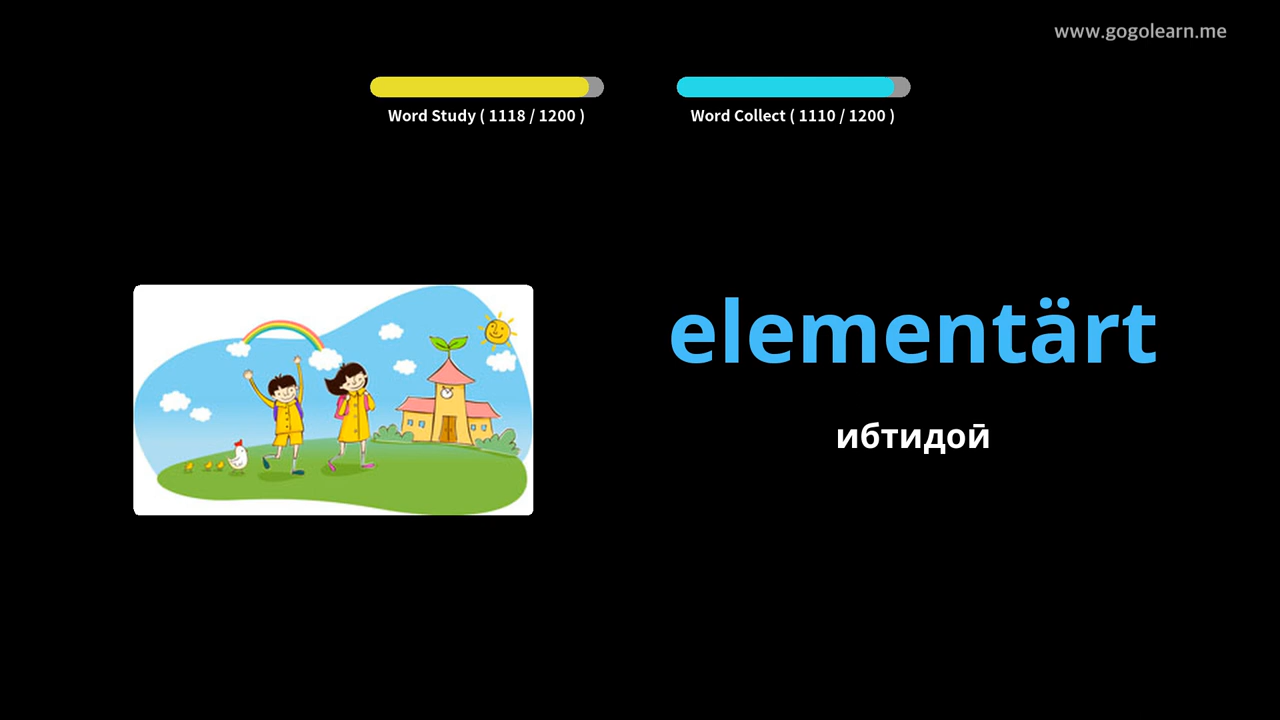 www.gogolearn.me
Word Study ( 1118 / 1200 )
Word Collect ( 1110 / 1200 )
elementärt
ибтидоӣ